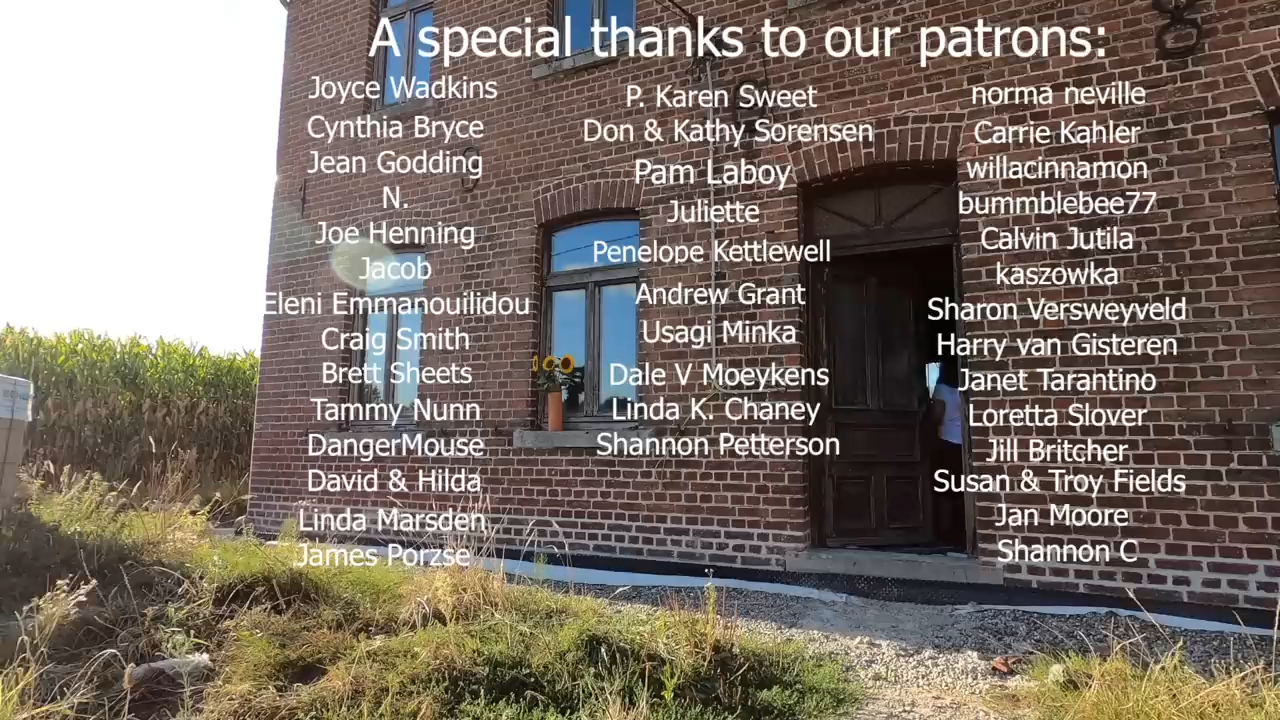 A special thanks to our patrons:
Joyce Wadkins
Cynthia Bryce
Jean Godding
N.
Joe Henning
Jacob
Eleni Emmanouilidou
Craig Smith
Brett Sheets
Tammy Nunn
DangerMouse
David & Hilda
Linda Marsden
James Porzse
P. Karen Sweet
Don & Kathy Sorensen
Pam Laboy
Juliette
Penelope Kettlewell
Andrew Grant
Usagi Minka
Dale V Moeykens
Linda K. Chaney
Shannon Petterson
norma neville
Carrie Kahler
willacinnamon
bummblebee77
Calvin Jutila
kaszowka
Sharon Versweyveld
Harry van Gisteren
Janet Tarantino
Loretta Slover
Jill Britcher
Susan & Troy Fields
Jan Moore
Shannon C